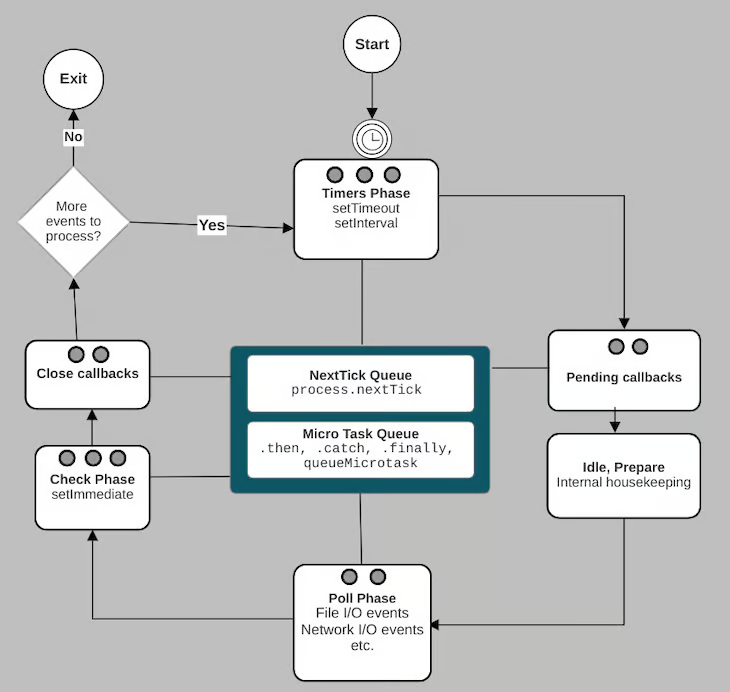 Start
Exit
No
Timers Phase
setTimeout
setInterval
More
events to
process?
Yes
Close callbacks
NextTick Queue
process.nextTick
Pending callbacks
Micro Task Queue
.then, .catch, .finally,
queueMicrotask
Check Phase
setImmediate
Idle, Prepare
Internal housekeeping
Poll Phase
File I/O events
Network I/O events
etc.